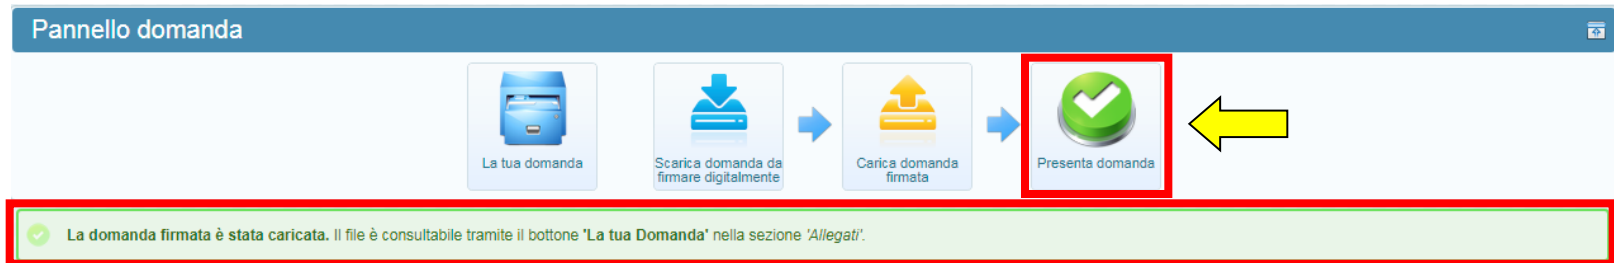 Pannello domanda
La tua domanda
Scarica domanda da
firmare digitalmente
Carica domanda
firmata
Presenta domanda
La domanda firmata è stata caricata. Il file è consultabile tramite il bottone 'La tua Domanda' nella sezione 'Allegati'.